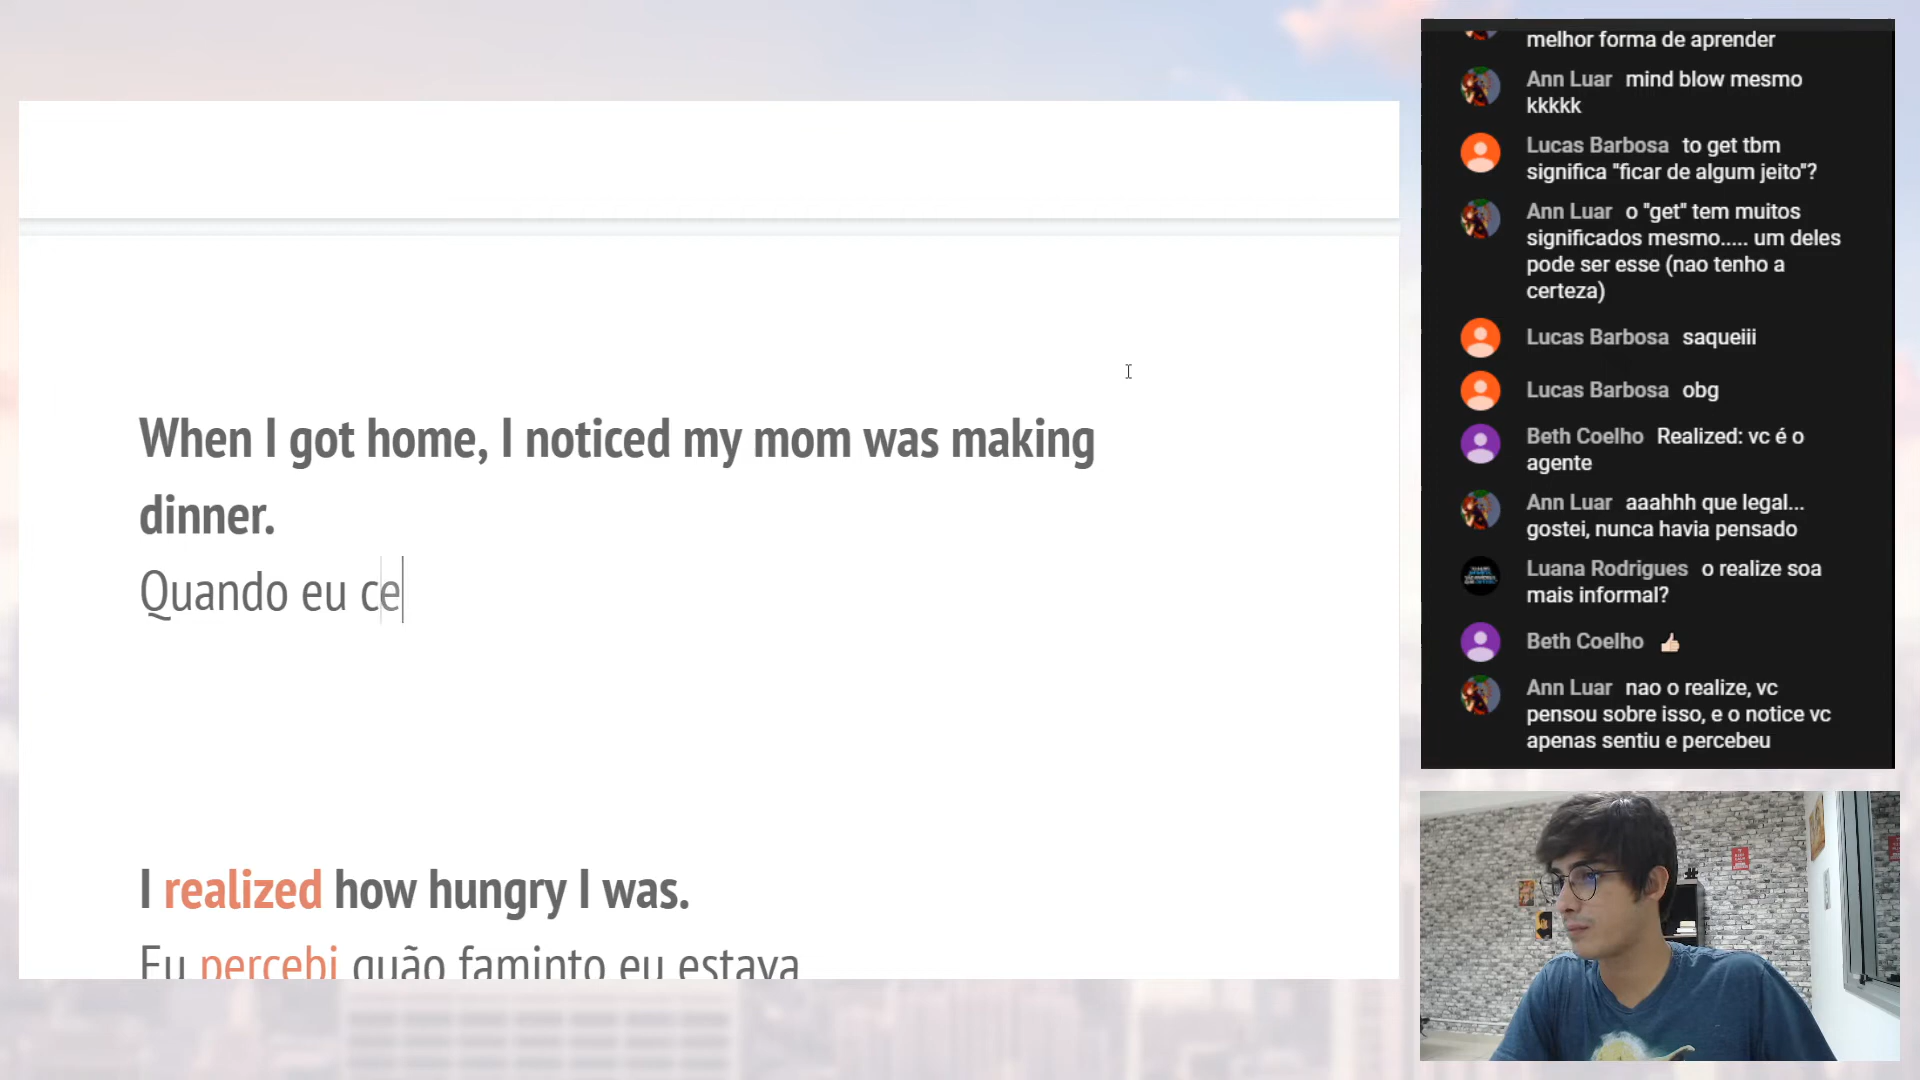 When I got home, I noticed my mom was making
dinner.
Quando eu ce
I realized how hungry I was.
Eu percebi quão faminto eu estava
melhor forma de aprender
Ann Luar mind blow mesmo
kkkkk
Lucas Barbosa to get tbm
significa "ficar de algum jeito"?
Ann Luar o "get" tem muitos
significados mesmo..... um deles
pode ser esse (nao tenho a
certeza)
Lucas Barbosa saqueiii
Lucas Barbosa obg
Beth Coelho Realized: vc é o
agente
Ann Luar aaahhh que legal...
gostei, nunca havia pensado
Luana Rodrigues o realize soa
mais informal?
Beth Coelho 👍🏻
Ann Luar nao o realize, vc
pensou sobre isso, e o notice vc
apenas sentiu e percebeu